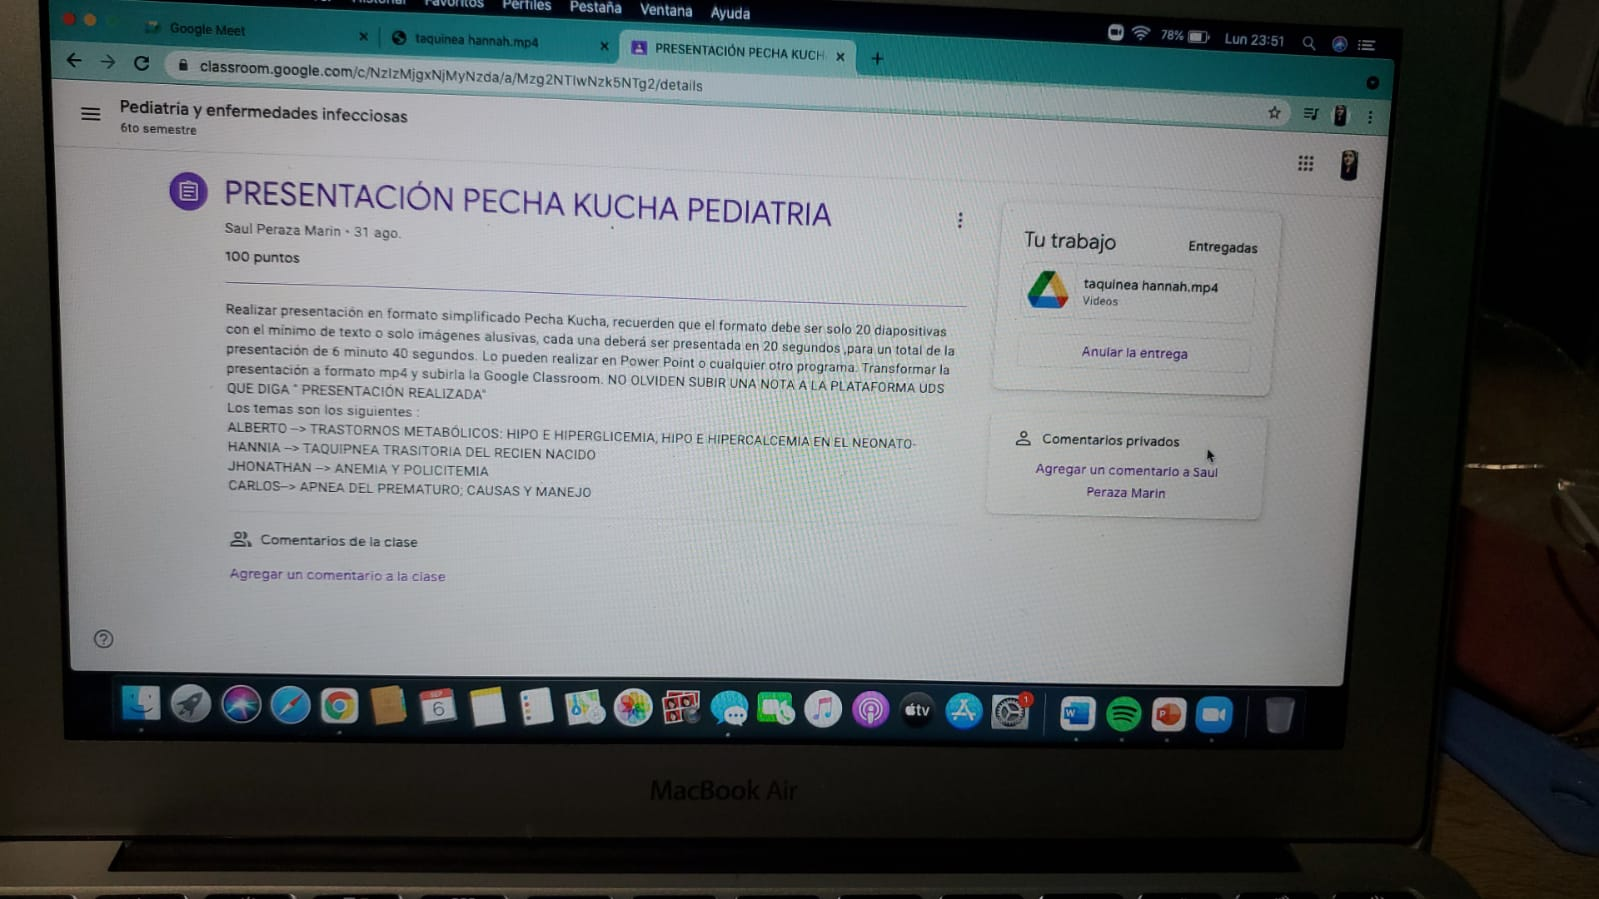 Historial Favoritos Perfiles Pestaña Ventana Ayuda
78% Lun 23:51
Google Meet
taquinea hannah.mp4
PRESENTACIÓN PECHA KUCH
classroom.google.com/c/NzIzMjgxNjMyNzda/a/Mzg2NTIwNzk5NTg2/details
Pediatría y enfermedades infecciosas
6to semestre
PRESENTACIÓN PECHA KUCHA PEDIATRIA
Saul Peraza Marin • 31 ago.
100 puntos
Realizar presentación en formato simplificado Pecha Kucha, recuerden que el formato debe ser solo 20 diapositivas
con el mínimo de texto o solo imágenes alusivas, cada una deberá ser presentada en 20 segundos ,para un total de la
presentación de 6 minuto 40 segundos. Lo pueden realizar en Power Point o cualquier otro programa. Transformar la
presentación a formato mp4 y subirla la Google Classroom. NO OLVIDEN SUBIR UNA NOTA A LA PLATAFORMA UDS
QUE DIGA " PRESENTACIÓN REALIZADA"
Los temas son los siguientes :
ALBERTO --> TRASTORNOS METABÓLICOS: HIPO E HIPERGLICEMIA, HIPO E HIPERCALCEMIA EN EL NEONATO-
HANNIA --> TAQUIPNEA TRASITORIA DEL RECIEN NACIDO
JHONATHAN --> ANEMIA Y POLICITEMIA
CARLOS--> APNEA DEL PREMATURO; CAUSAS Y MANEJO
Comentarios de la clase
Agregar un comentario a la clase
Tu trabajo
Entregadas
taquinea hannah.mp4
Videos
Anular la entrega
Comentarios privados
Agregar un comentario a Saul
Peraza Marin
SEP
6
tv
1
W
P
MacBook Air